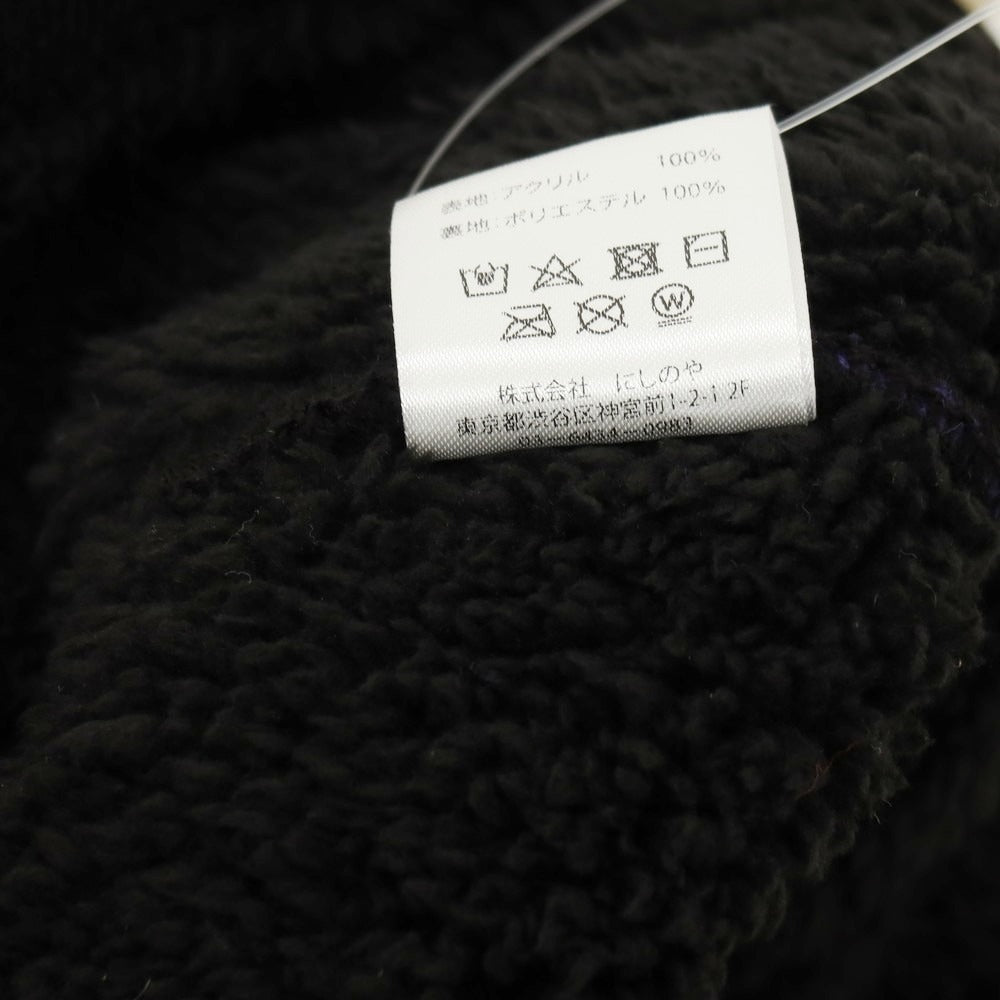 表地:アクリル 100%
裏地:ポリエステル 100%
W
株式会社 にしのや
東京都渋谷区神宮前1-2-1 2F